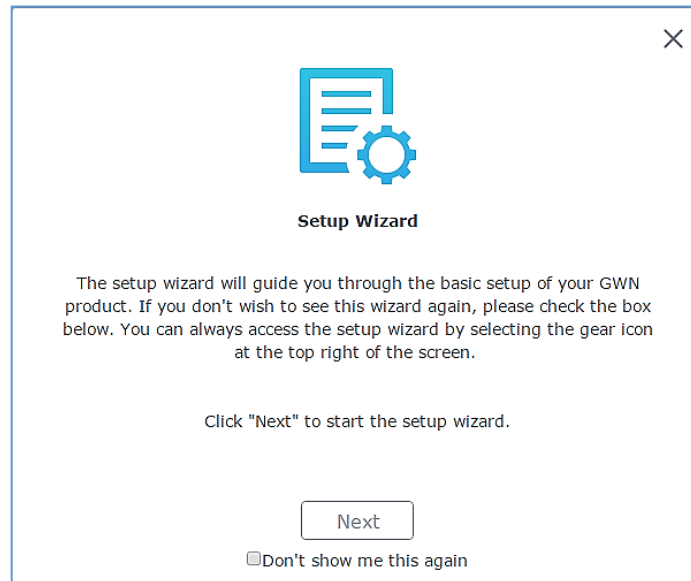 Setup Wizard
The setup wizard will guide you through the basic setup of your GWN
product. If you don't wish to see this wizard again, please check the box
below. You can always access the setup wizard by selecting the gear icon
at the top right of the screen.
Click "Next" to start the setup wizard.
Next
Don't show me this again